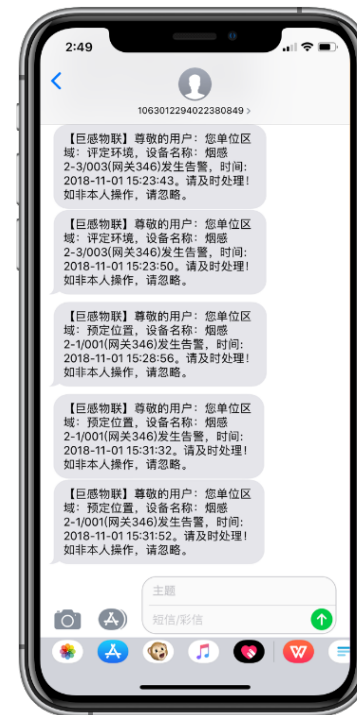 2:49
1063012294022380849 >
【巨感物联】尊敬的用户：您单位区
域：评定环境，设备名称：烟感
2-3/003(网关346)发生告警，时间:
2018-11-01 15:23:43。请及时处理!
如非本人操作，请忽略。
【巨感物联】尊敬的用户：您单位区
域：评定环境，设备名称：烟感
2-3/003(网关346)发生告警，时间:
2018-11-01 15:23:50。请及时处理!
如非本人操作，请忽略。
【巨感物联】尊敬的用户：您单位区
域：预定位置，设备名称：烟感
2-1/001(网关346)发生告警，时间:
2018-11-01 15:28:56。请及时处理!
如非本人操作，请忽略。
【巨感物联】尊敬的用户：您单位区
域：预定位置，设备名称：烟感
2-1/001(网关346)发生告警，时间:
2018-11-01 15:31:32。请及时处理!
如非本人操作，请忽略。
【巨感物联】尊敬的用户：您单位区
域：预定位置，设备名称：烟感
2-1/001(网关346)发生告警，时间:
2018-11-01 15:31:52。请及时处理!
如非本人操作，请忽略。
主题
短信/彩信